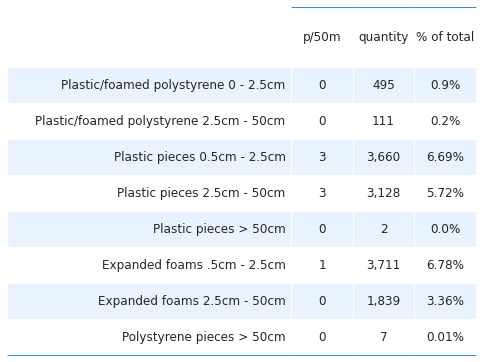 p/50m quantity % of total
Plastic/foamed polystyrene 0 - 2.5cm 0 495 0.9%
Plastic/foamed polystyrene 2.5cm - 50cm 0 111 0.2%
Plastic pieces 0.5cm - 2.5cm 3 3,660 6.69%
Plastic pieces 2.5cm - 50cm 3 3,128 5.72%
Plastic pieces > 50cm 0 2 0.0%
Expanded foams .5cm - 2.5cm 1 3,711 6.78%
Expanded foams 2.5cm - 50cm 0 1,839 3.36%
Polystyrene pieces > 50cm 0 7 0.01%